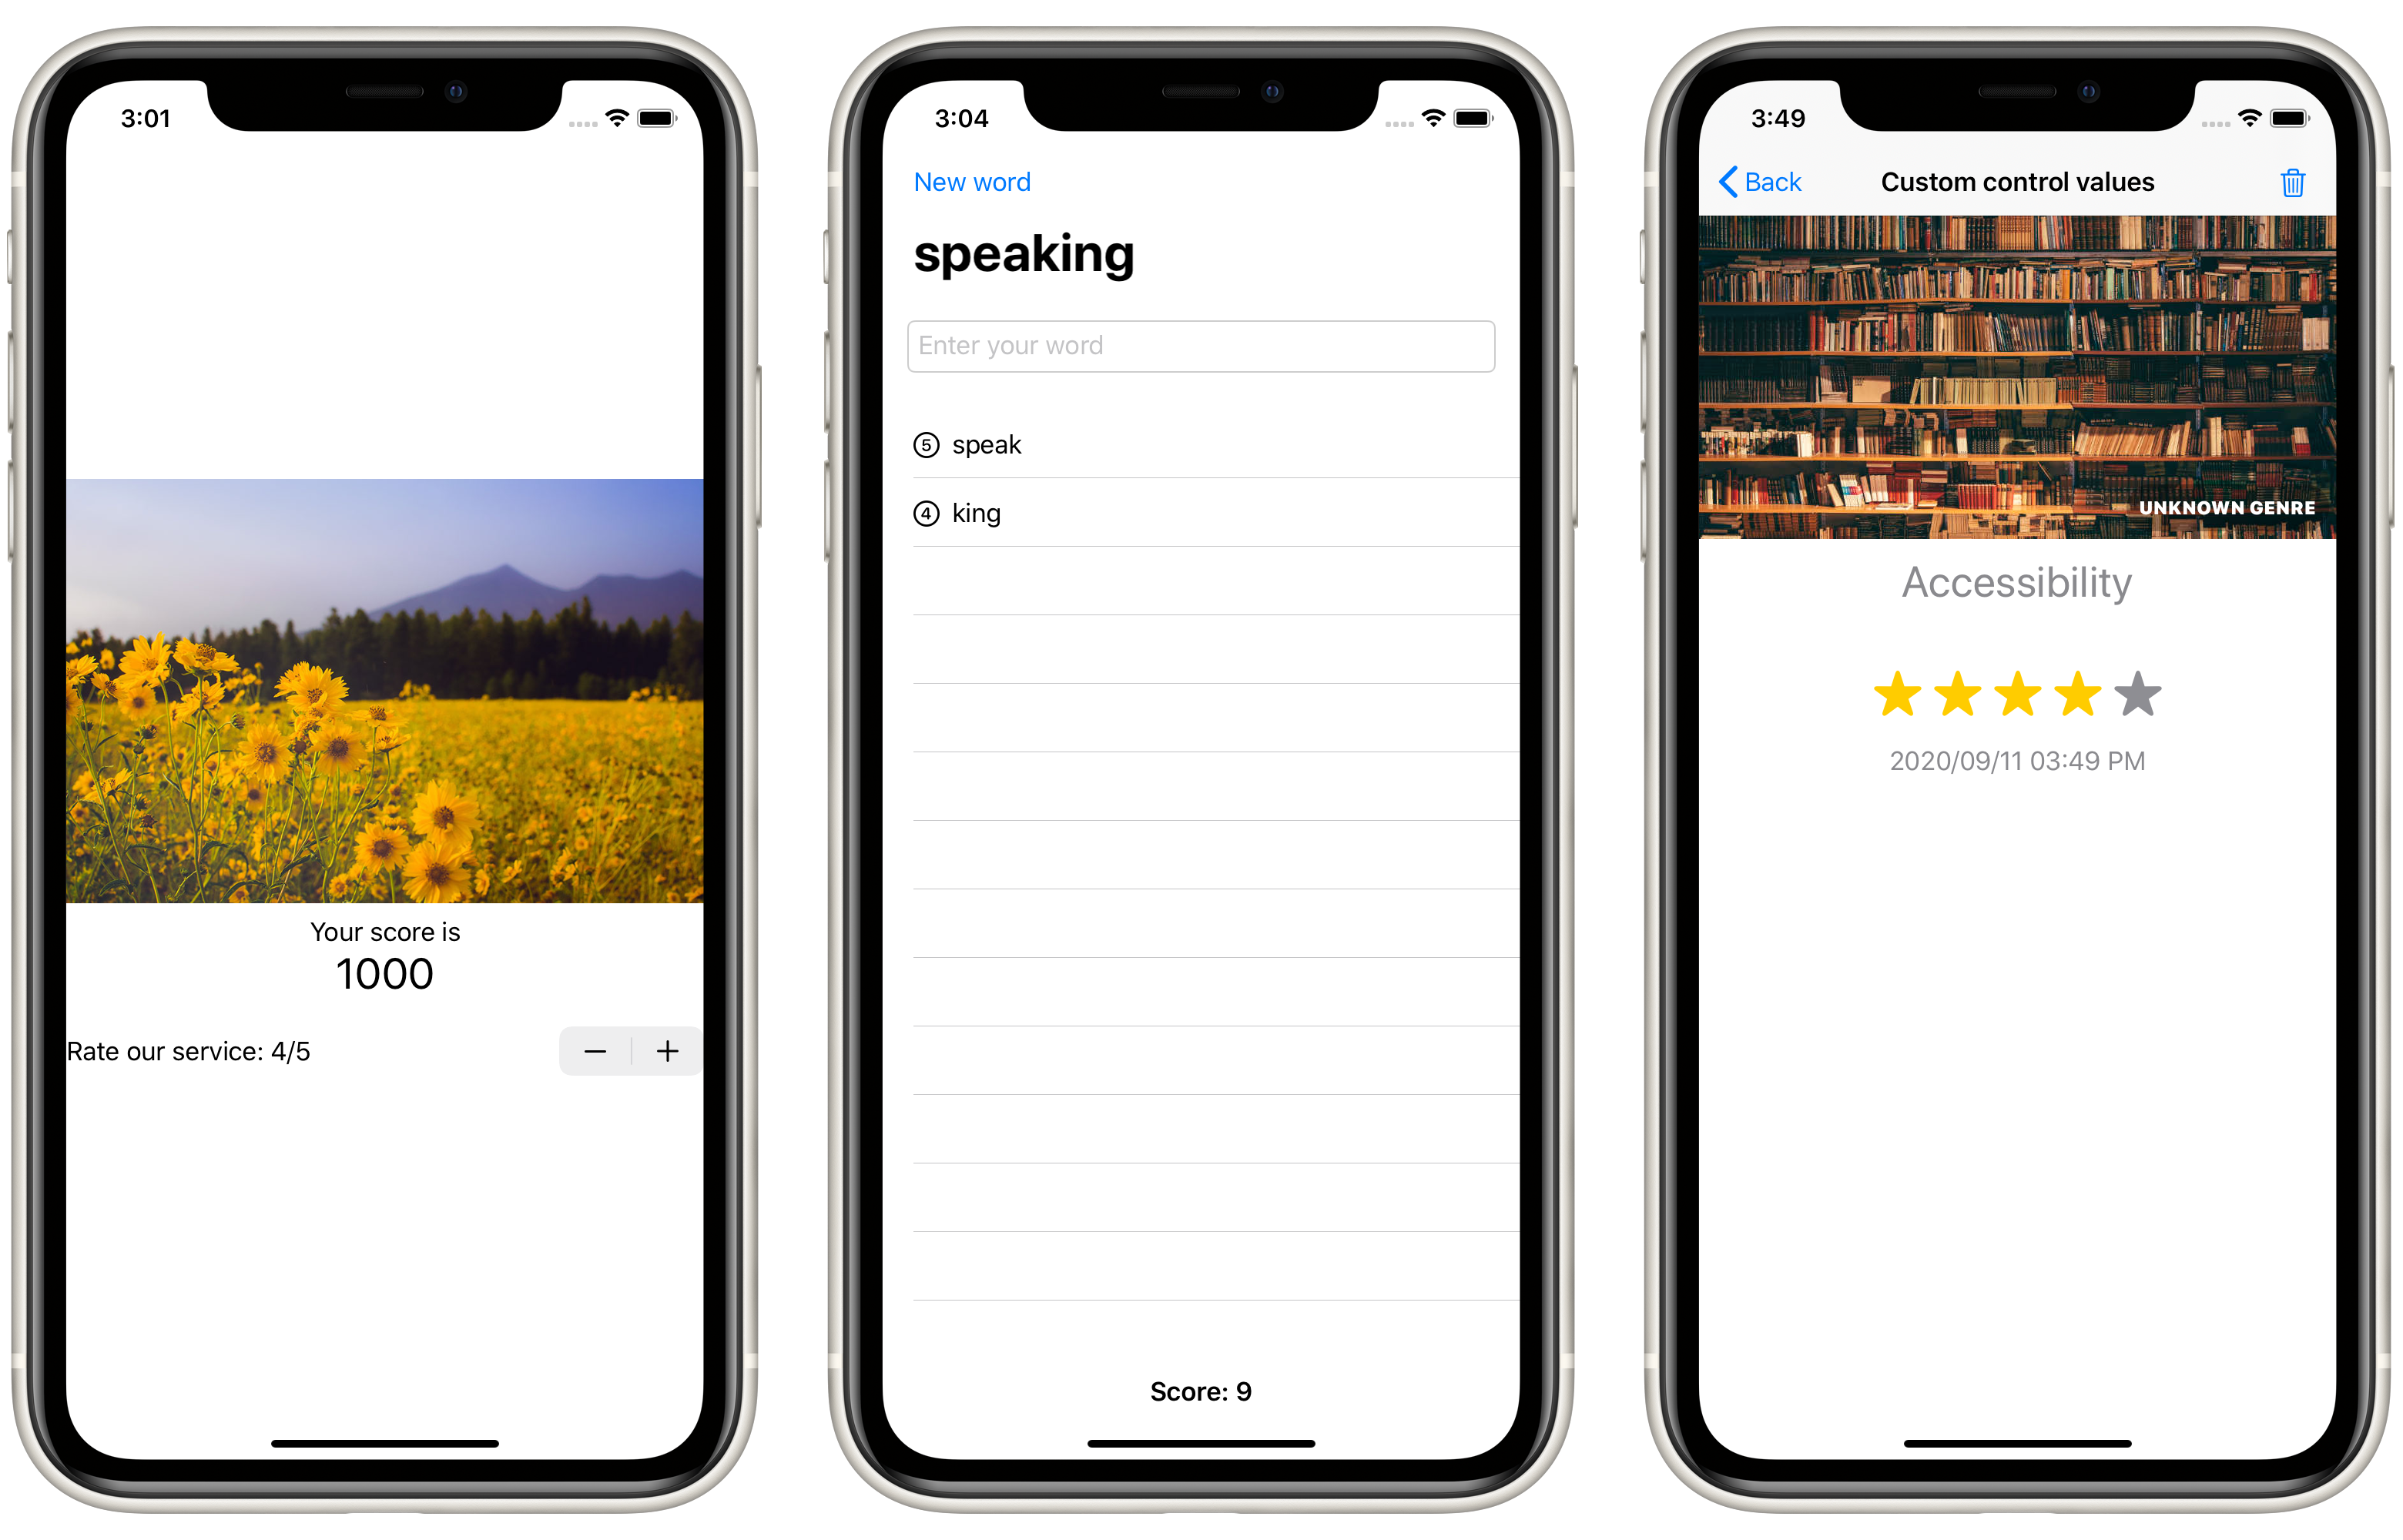 3:01
Your score is
1000
Rate our service: 4/5
3:04
New word
speaking
Enter your word
5 speak
4 king
Score: 9
3:49
Back Custom control values
UNKNOWN GENRE
Accessibility
2020/09/11 03:49 PM